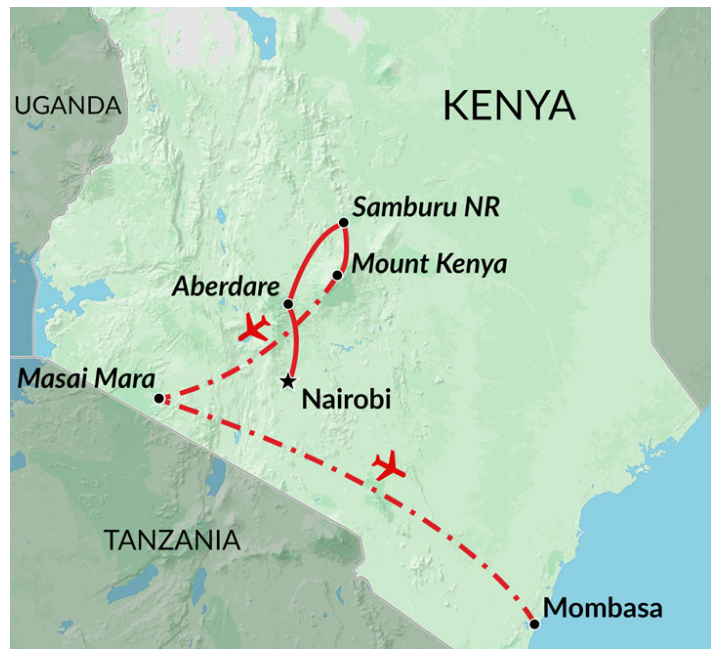 UGANDA
KENYA
Samburu NR
Mount Kenya
Aberdare
Masai Mara
Nairobi
TANZANIA
Mombasa